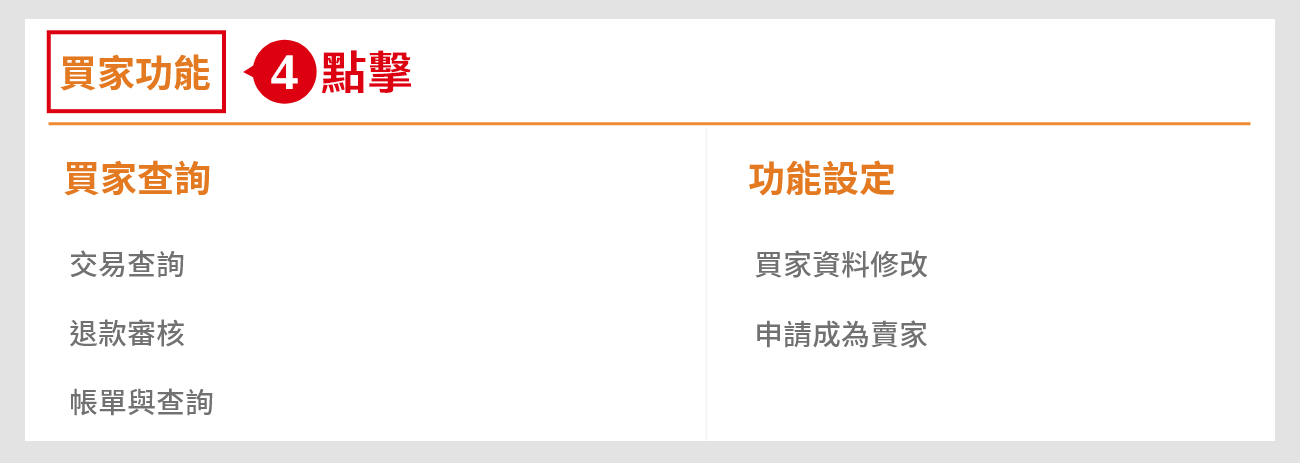 買家功能 4 點擊
買家查詢
交易查詢
退款審核
帳單與查詢
功能設定
買家資料修改
申請成為賣家